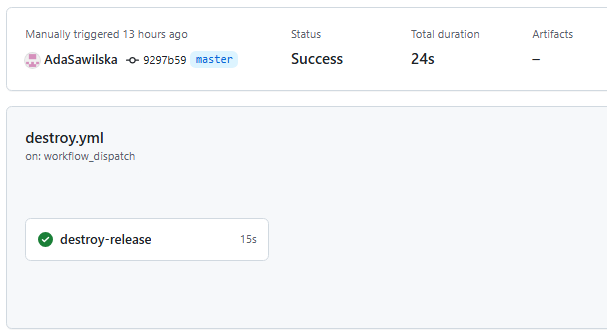 Manually triggered 13 hours ago
Status
Total duration
Artifacts
AdaSawilska 9297b59 master
Success
24s
–
destroy.yml
on: workflow_dispatch
destroy-release 15s